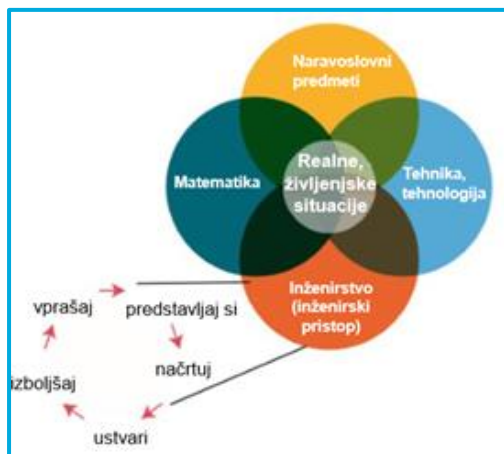 Naravoslovni
predmeti
Matematika
Realne,
življenjske
situacije
Tehnika,
tehnologija
Inženirstvo
(inženirski
pristop)
vprašaj
predstavljaj si
načrtuj
ustvari
izboljšaj